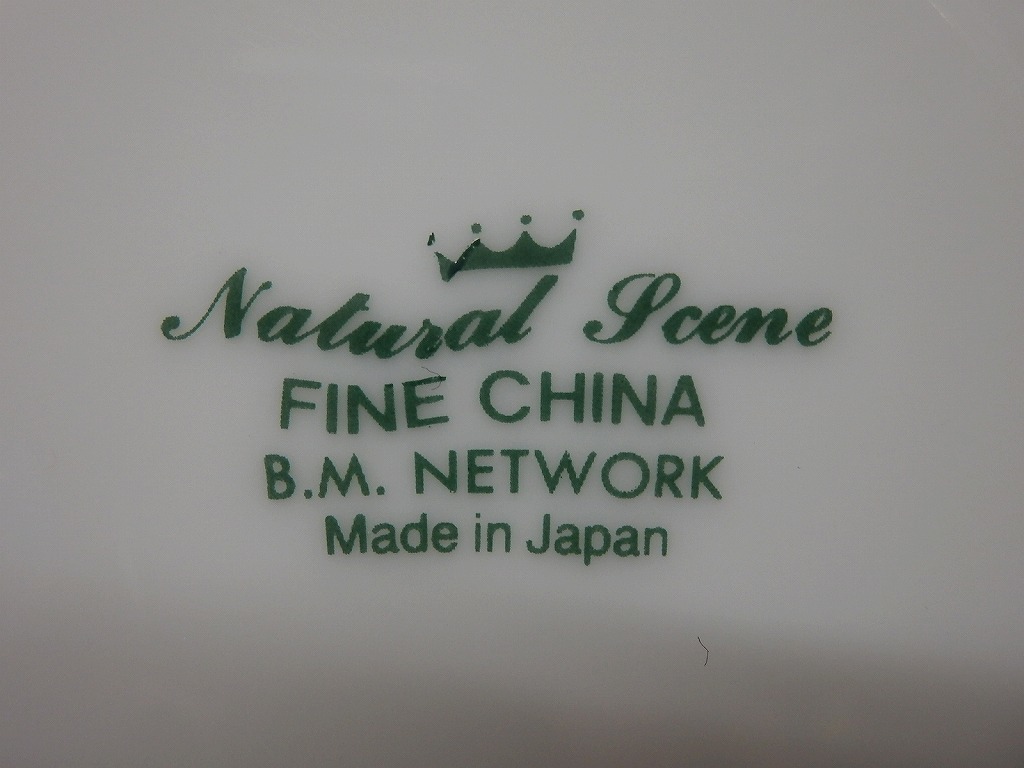 Natural Scene
FINE CHINA
B.M. NETWORK
Made in Japan